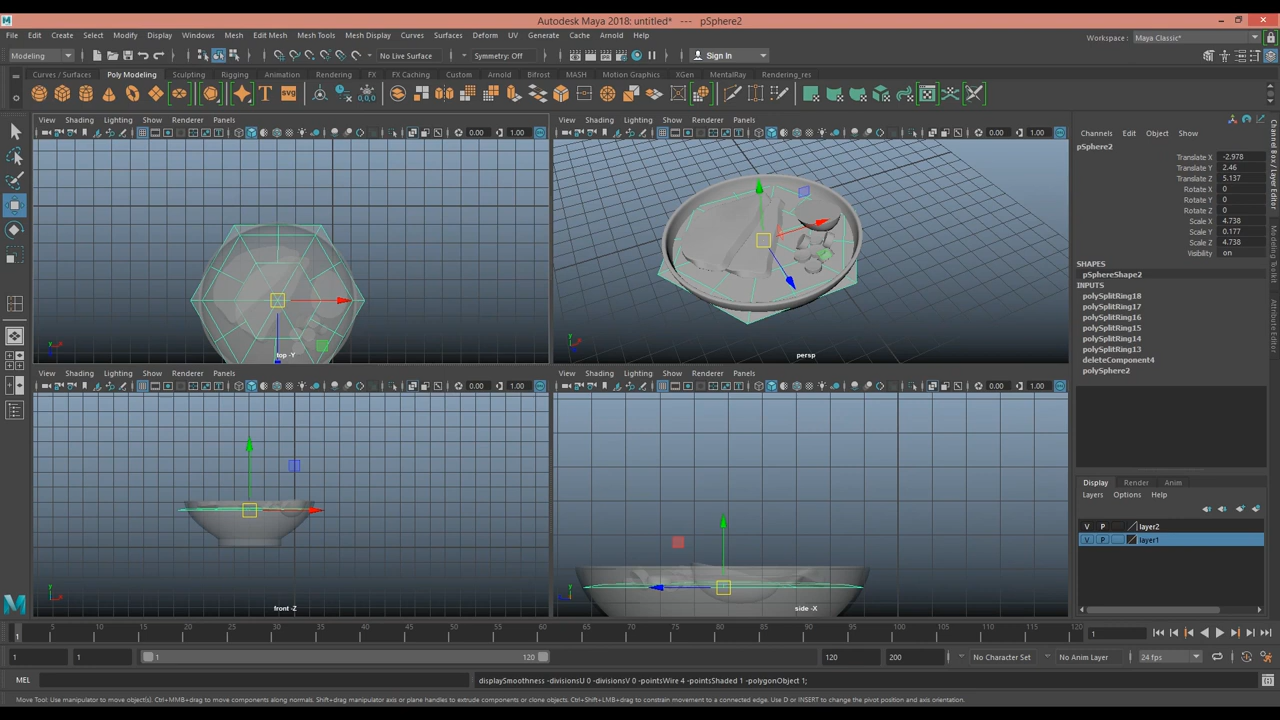 Autodesk Maya 2018: untitled*   ---   pSphere2
File Edit Create Select Modify Display Windows Mesh Edit Mesh Mesh Tools Mesh Display Curves Surfaces Deform UV Generate Cache Arnold Help
Workspace : Maya Classic*
Modeling
No Live Surface
Symmetry: Off
Sign In
Curves / Surfaces Poly Modeling Sculpting Rigging Animation Rendering FX FX Caching Custom Arnold Bifrost MASH Motion Graphics XGen MentalRay Rendering_res
View Shading Lighting Show Renderer Panels
View Shading Lighting Show Renderer Panels
0.00 1.00
0.00 1.00
top -Y
persp
View Shading Lighting Show Renderer Panels
View Shading Lighting Show Renderer Panels
0.00 1.00
0.00 1.00
front -Z
side -X
Channels Edit Object Show
pSphere2
Translate X -2.978
Translate Y 2.46
Translate Z 5.137
Rotate X 0
Rotate Y 0
Rotate Z 0
Scale X 4.738
Scale Y 0.177
Scale Z 4.738
Visibility on
SHAPES
pSphereShape2
INPUTS
polySplitRing18
polySplitRing17
polySplitRing16
polySplitRing15
polySplitRing14
polySplitRing13
deleteComponent4
polySphere2
Channel Box / Layer Editor
Modeling Toolkit
Attribute Editor
Display Render Anim
Layers Options Help
V P layer2
V P layer1
1 5 10 15 20 25 30 35 40 45 50 55 60 65 70 75 80 85 90 95 100 105 110 115 120
1
1 1 1 120 120 200
No Character Set
No Anim Layer
24 fps
MEL
displaySmoothness -divisionsU 0 -divisionsV 0 -pointsWire 4 -pointsShaded 1 -polygonObject 1;
Move Tool: Use manipulator to move object(s). Ctrl+MMB+drag to move components along normals. Shift+drag manipulator axis or plane handles to extrude components or clone objects. Ctrl+Shift+LMB+drag to constrain movement to a connected edge. Use D or INSERT to change the pivot position and axis orientation.